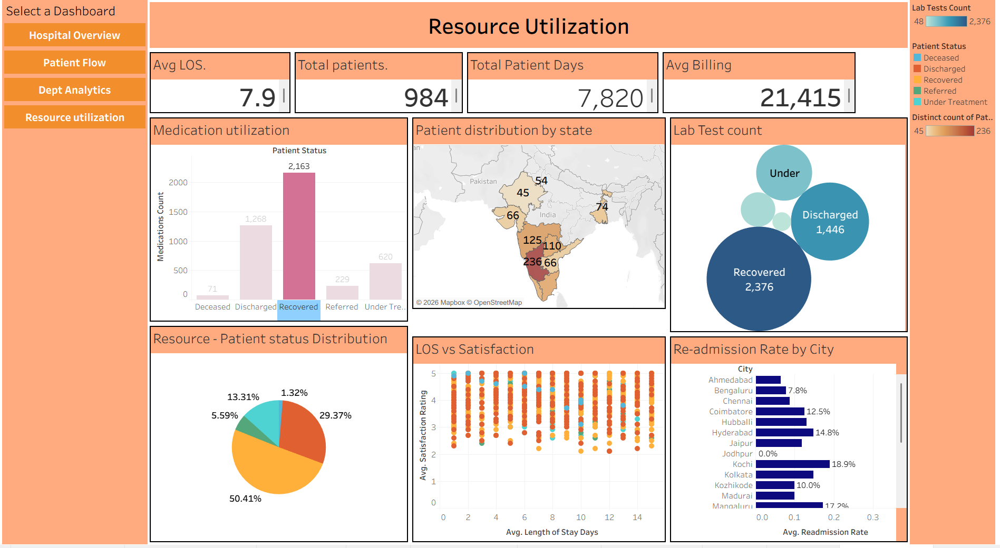 Select a Dashboard
Hospital Overview
Patient Flow
Dept Analytics
Resource utilization
Resource Utilization
Avg LOS.
7.9
Total patients.
984
Total Patient Days
7,820
Avg Billing
21,415
Medication utilization
Patient Status
Medications Count
2000
1500
1000
500
0
71
1,268
2,163
229
620
Deceased
Discharged
Recovered
Referred
Under Tre..
Patient distribution by state
an
Pakistan
India
54
45
74
66
125
110
236
66
© 2026 Mapbox © OpenStreetMap
Lab Test count
Under
Discharged
1,446
Recovered
2,376
Resource - Patient status Distribution
13.31%
1.32%
5.59%
29.37%
50.41%
LOS vs Satisfaction
Avg. Satisfaction Rating
5
4
3
2
1
0
0 2 4 6 8 10 12 14
Avg. Length of Stay Days
Re-admission Rate by City
City
Ahmedabad
Bengaluru 7.8%
Chennai
Coimbatore 12.5%
Hubballi
Hyderabad 14.8%
Jaipur
Jodhpur 0.0%
Kochi 18.9%
Kolkata
Kozhikode 10.0%
Madurai
Mangaluru 17.2%
0.0 0.1 0.2 0.3
Avg. Readmission Rate
Lab Tests Count
48 2,376
Patient Status
Deceased
Discharged
Recovered
Referred
Under Treatment
Distinct count of Pat..
45 236